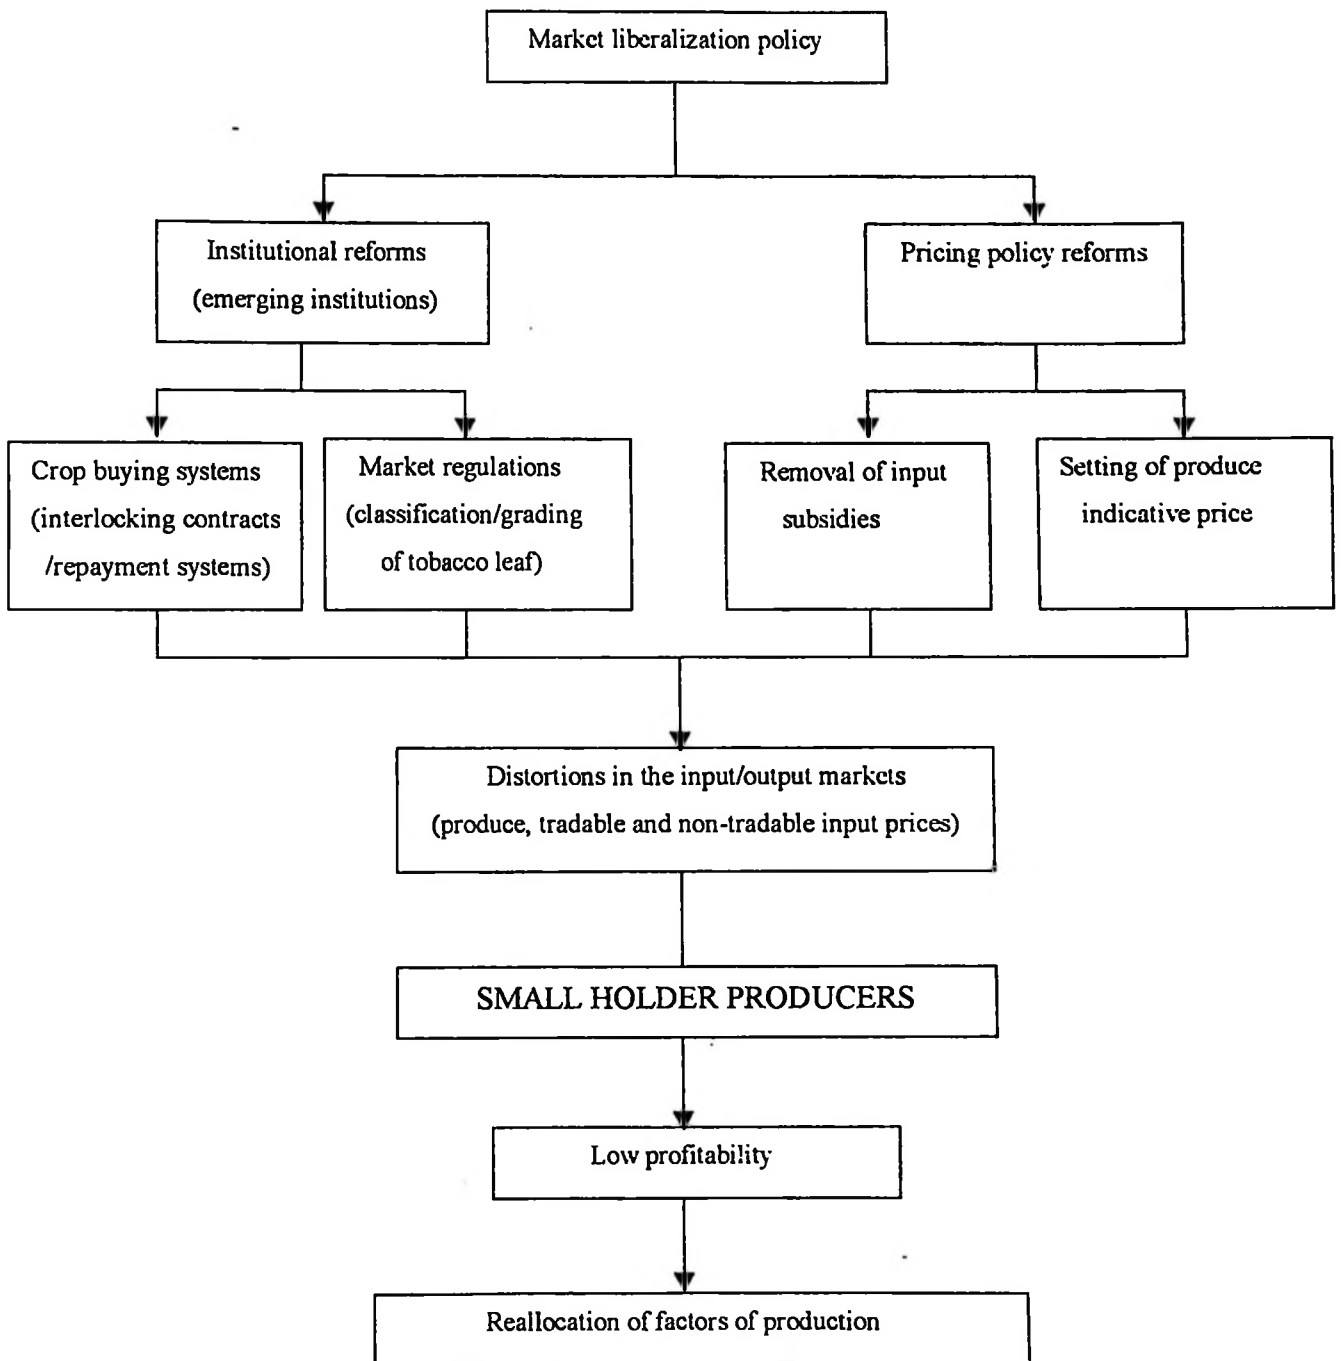 Market liberalization policy
Institutional reforms
(emerging institutions)
Pricing policy reforms
Crop buying systems
(interlocking contracts
/repayment systems)
Market regulations
(classification/grading
of tobacco leaf)
Removal of input
subsidies
Setting of produce
indicative price
Distortions in the input/output markets
(produce, tradable and non-tradable input prices)
SMALL HOLDER PRODUCERS
Low profitability
Reallocation of factors of production